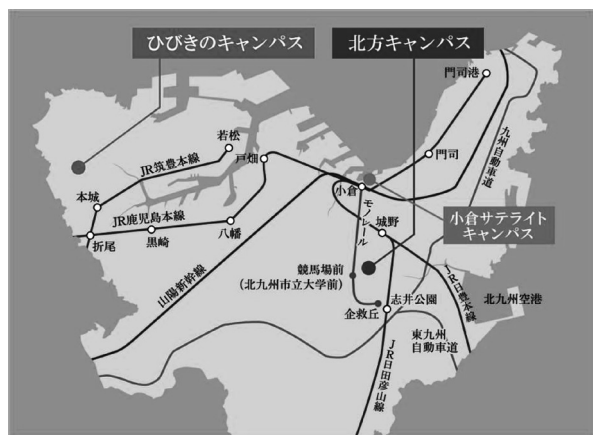 ひびきのキャンパス
北方キャンパス
門司港
若松
JR筑豊本線
戸畑
門司
九州自動車道
本城
小倉
JR鹿児島本線
モノレール
城野
小倉サテライト
キャンパス
折尾
黒崎
八幡
山陽新幹線
競馬場前
(北九州市立大学前)
JR日豊本線
北九州空港
企救丘
志井公園
東九州
自動車道
JR日田彦山線